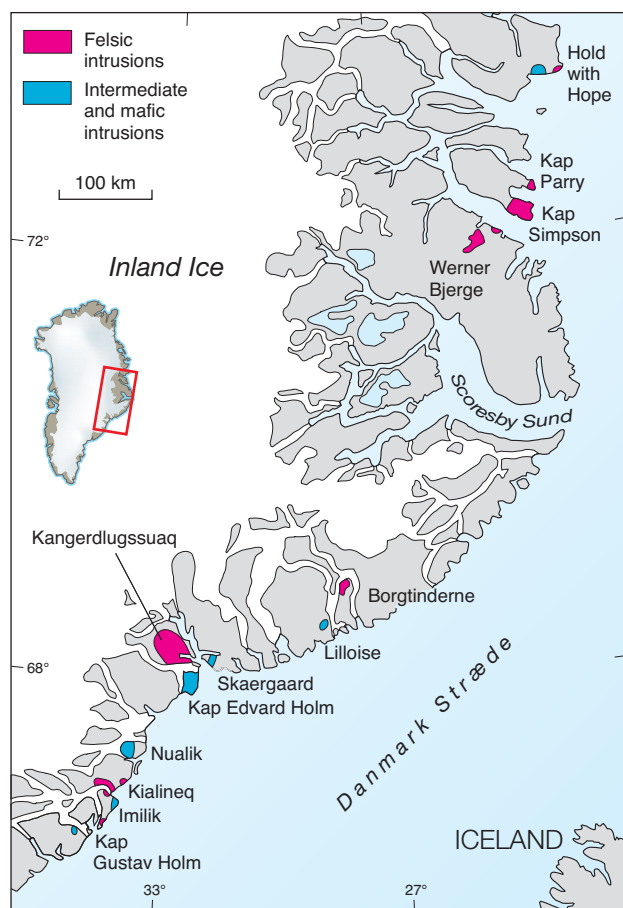 Felsic
intrusions
Intermediate
and mafic
intrusions
100 km
Hold
with
Hope
Kap
Parry
Kap
Simpson
72°
Inland Ice
Werner
Bjerge
Scoresby Sund
Kangerdlugssuaq
Borgtinderne
Lilloise
68°
Skaergaard
Kap Edvard Holm
Danmark Stræde
Nualik
Kialineq
Imilik
Kap
Gustav Holm
ICELAND
33°
27°